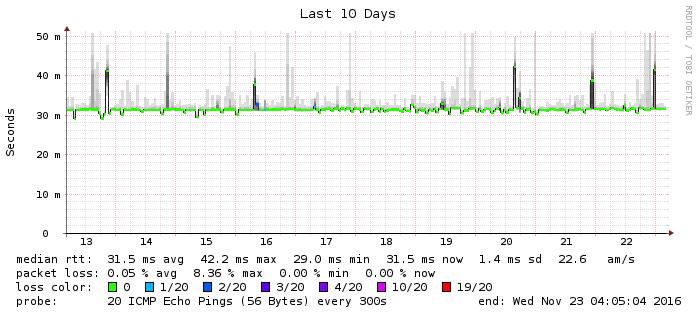 Last 10 Days
RRDTOOL / TOBI OETIKER
Seconds
50 m
40 m
30 m
20 m
10 m
0
13 14 15 16 17 18 19 20 21 22
median rtt: 31.5 ms avg 42.2 ms max 29.0 ms min 31.5 ms now 1.4 ms sd 22.6 am/s
packet loss: 0.05 % avg 8.36 % max 0.00 % min 0.00 % now
loss color: 0 1/20 2/20 3/20 4/20 10/20 19/20
probe: 20 ICMP Echo Pings (56 Bytes) every 300s end: Wed Nov 23 04:05:04 2016